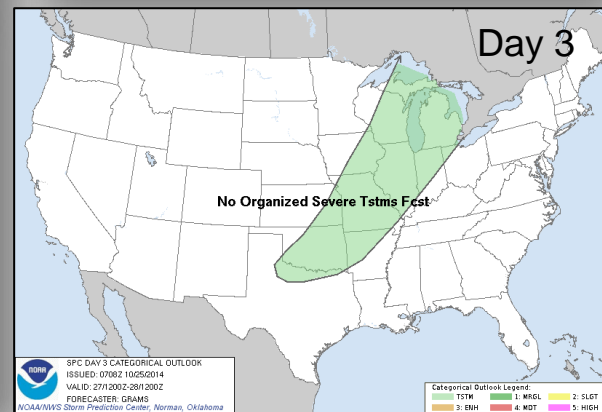 Day 3
No Organized Severe Tstms Fcst
NOAA
SPC DAY 3 CATEGORICAL OUTLOOK
ISSUED: 0708Z 10/25/2014
VALID: 27/1200Z-28/1200Z
FORECASTER: GRAMS
NOAA/NWS Storm Prediction Center, Norman, Oklahoma
Categorical Outlook Legend:
TSTM 1: MRGL 2: SLGT
3: ENH 4: MDT 5: HIGH